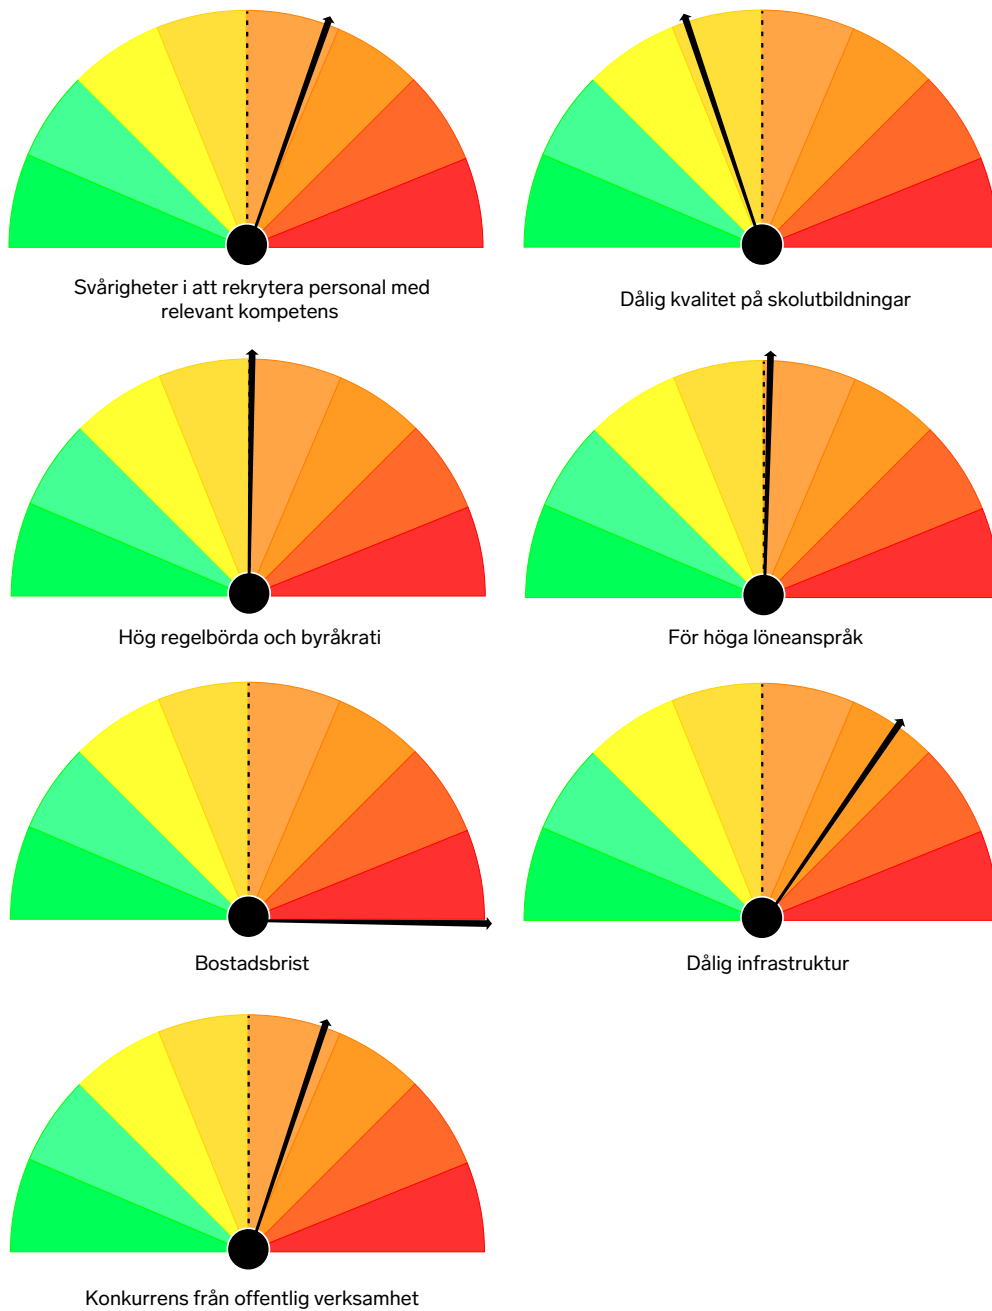 Svårigheter i att rekrytera personal med
relevant kompetens
Dålig kvalitet på skolutbildningar
Hög regelbörda och byråkrati
För höga löneanspråk
Bostadsbrist
Dålig infrastruktur
Konkurrens från offentlig verksamhet